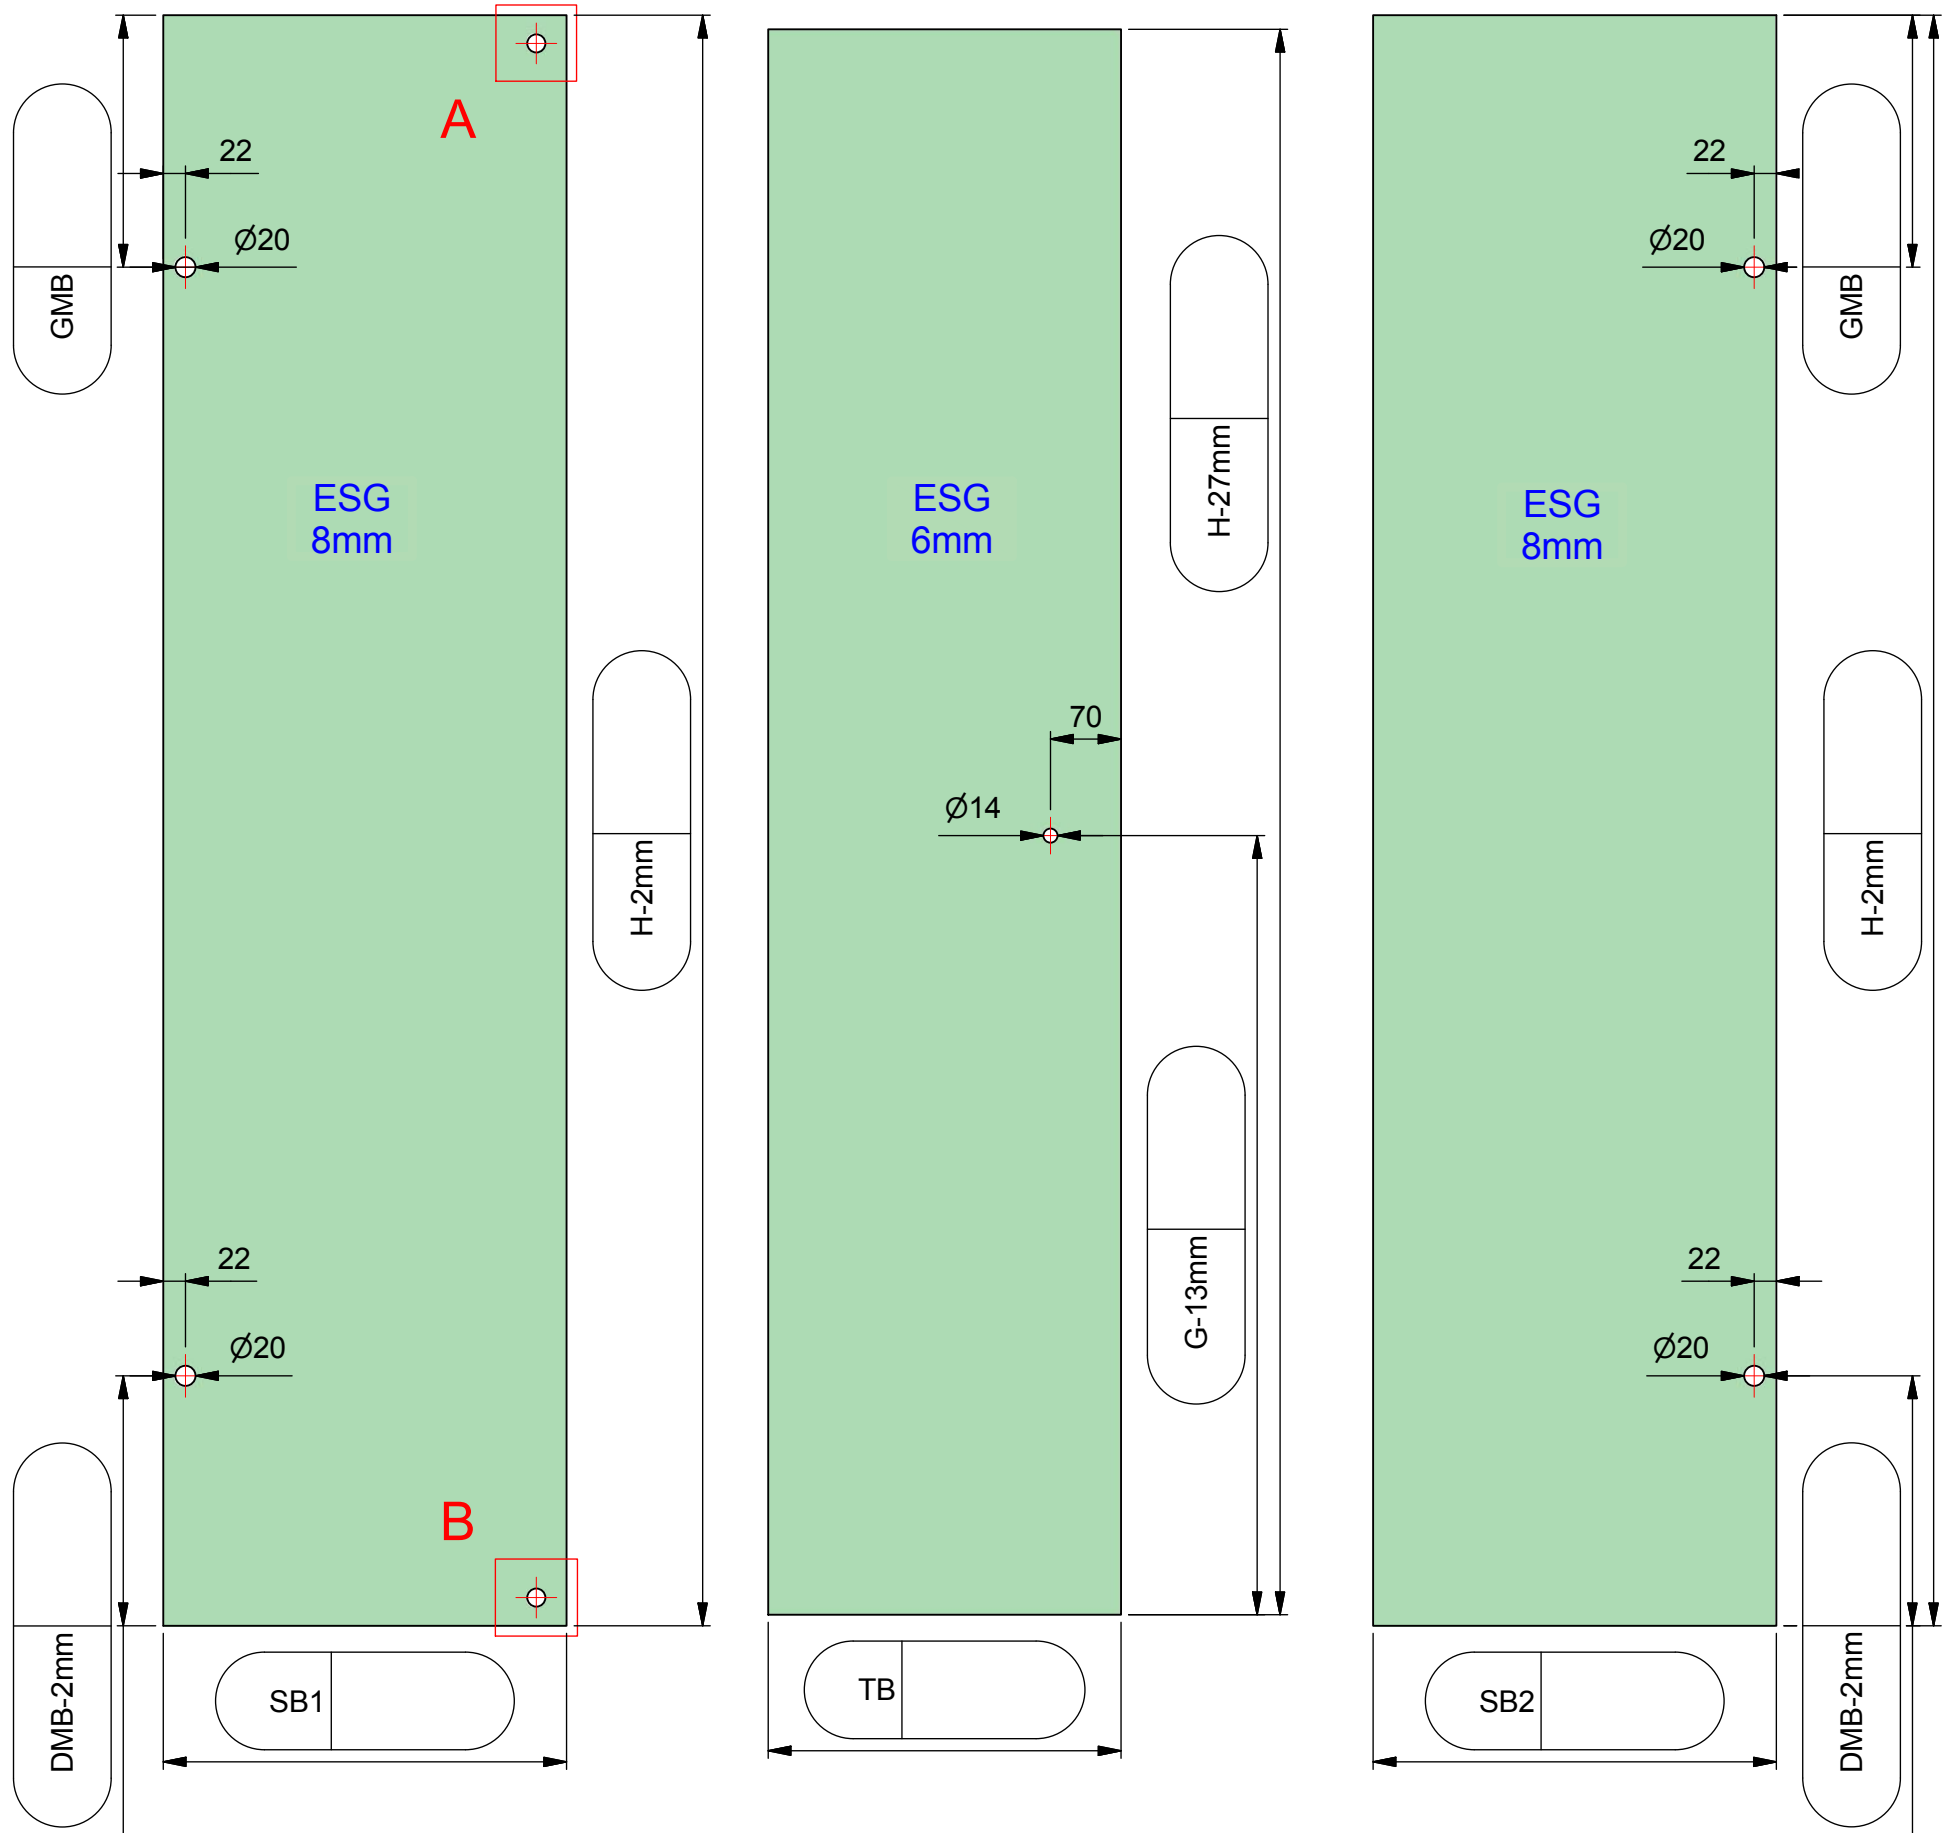 A
22
Ø20
GMB
ESG
8mm
H-2mm
22
Ø20
B
DMB-2mm
SB1
ESG
6mm
H-27mm
70
Ø14
G-13mm
TB
22
Ø20
GMB
ESG
8mm
H-2mm
22
Ø20
DMB-2mm
SB2